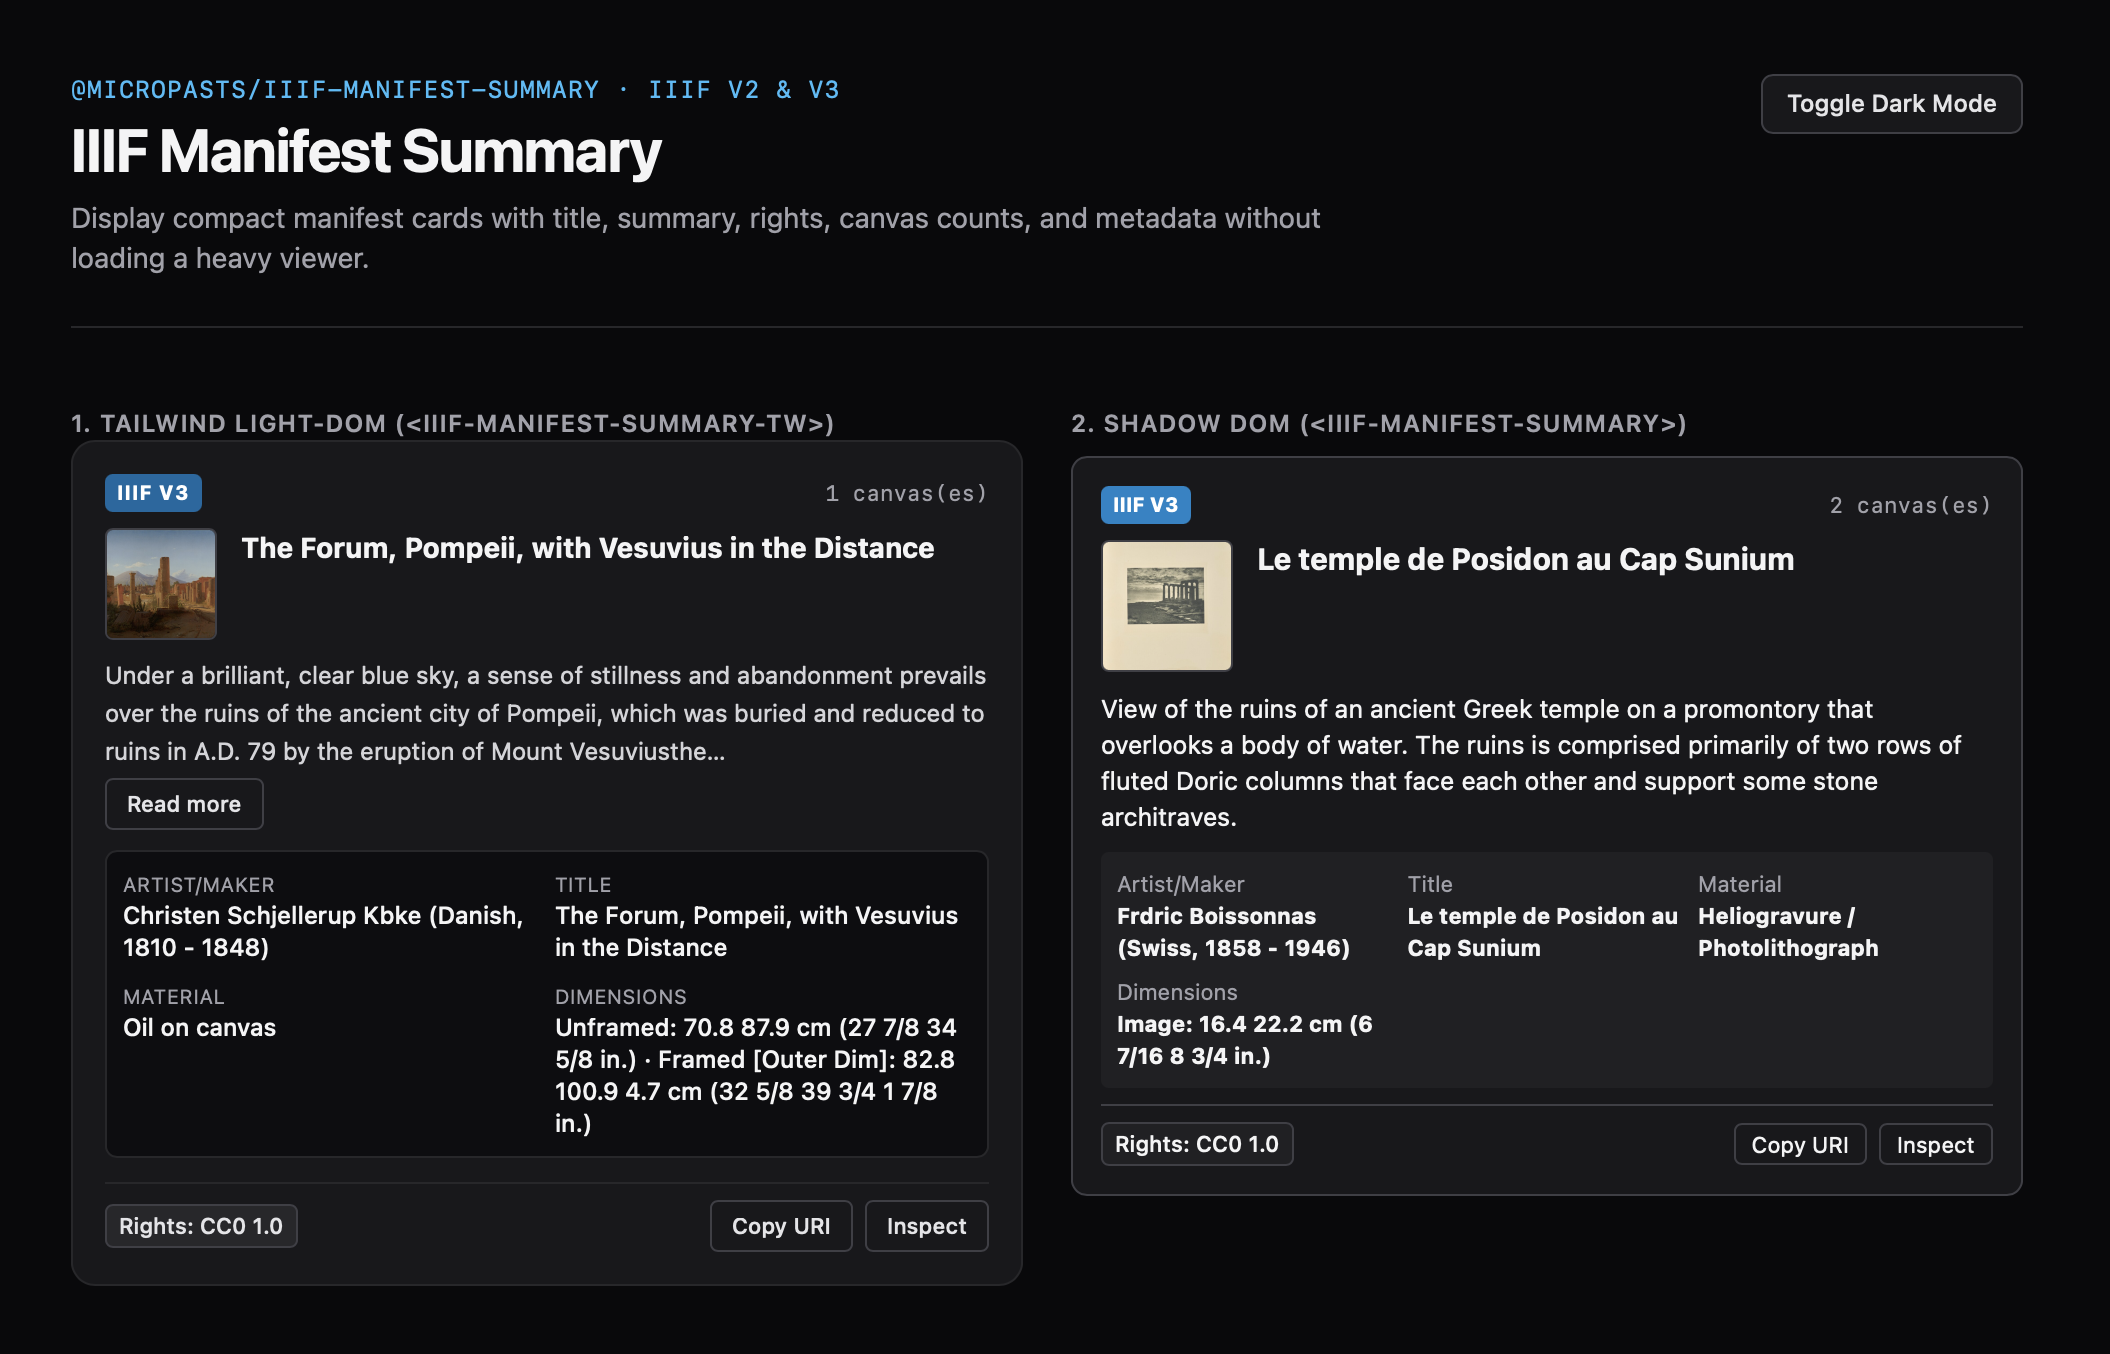 @MICROPASTS/IIIF-MANIFEST-SUMMARY · IIIF V2 & V3
IIIF Manifest Summary
Display compact manifest cards with title, summary, rights, canvas counts, and metadata without
loading a heavy viewer.
Toggle Dark Mode
1. TAILWIND LIGHT-DOM (<IIIF-MANIFEST-SUMMARY-TW>)
IIIF V3
1 canvas(es)
The Forum, Pompeii, with Vesuvius in the Distance
Under a brilliant, clear blue sky, a sense of stillness and abandonment prevails
over the ruins of the ancient city of Pompeii, which was buried and reduced to
ruins in A.D. 79 by the eruption of Mount Vesuviusthe...
Read more
ARTIST/MAKER
Christen Schjellerup Kbke (Danish,
1810 - 1848)
TITLE
The Forum, Pompeii, with Vesuvius
in the Distance
MATERIAL
Oil on canvas
DIMENSIONS
Unframed: 70.8 87.9 cm (27 7/8 34
5/8 in.) · Framed [Outer Dim]: 82.8
100.9 4.7 cm (32 5/8 39 3/4 1 7/8
in.)
Rights: CC0 1.0
Copy URI
Inspect
2. SHADOW DOM (<IIIF-MANIFEST-SUMMARY>)
IIIF V3
2 canvas(es)
Le temple de Posidon au Cap Sunium
View of the ruins of an ancient Greek temple on a promontory that
overlooks a body of water. The ruins is comprised primarily of two rows of
fluted Doric columns that face each other and support some stone
architraves.
Artist/Maker
Frdric Boissonnas
(Swiss, 1858 - 1946)
Title
Le temple de Posidon au
Cap Sunium
Material
Heliogravure /
Photolithograph
Dimensions
Image: 16.4 22.2 cm (6
7/16 8 3/4 in.)
Rights: CC0 1.0
Copy URI
Inspect